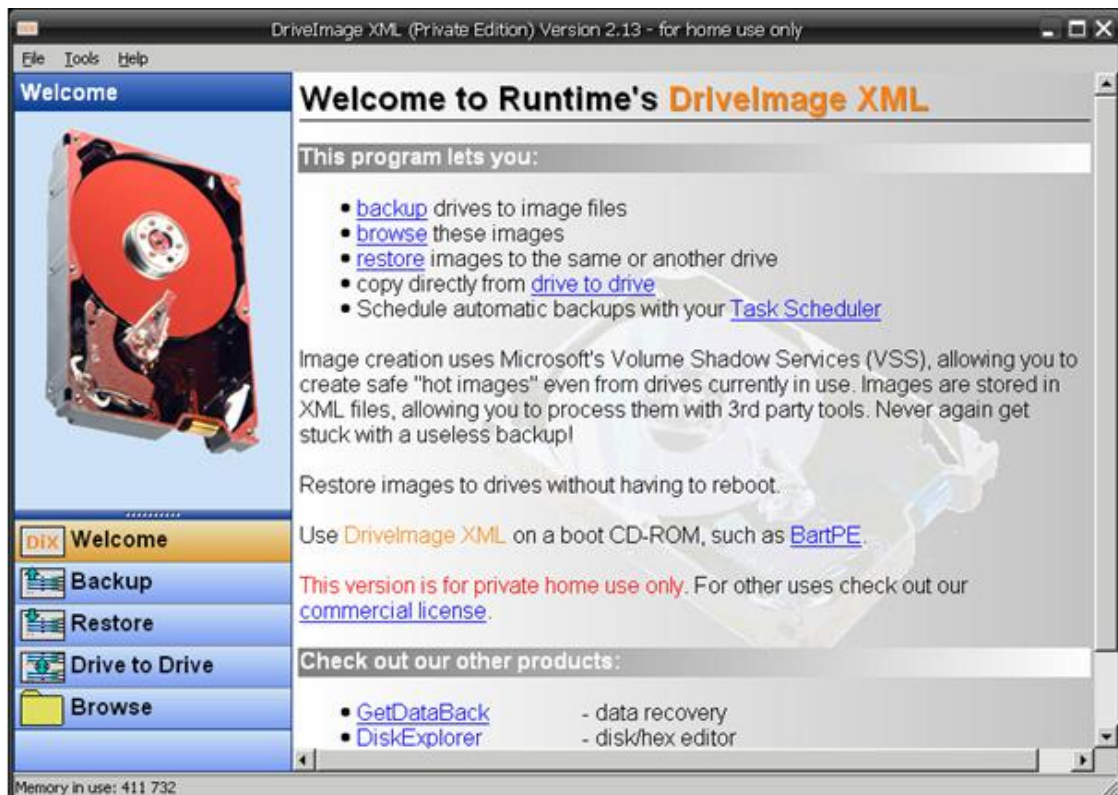 DriveImage XML (Private Edition) Version 2.13 - for home use only
File Tools Help
Welcome
Welcome to Runtime's DriveImage XML
This program lets you:
• backup drives to image files
• browse these images
• restore images to the same or another drive
• copy directly from drive to drive
• Schedule automatic backups with your Task Scheduler
Image creation uses Microsoft's Volume Shadow Services (VSS), allowing you to
create safe "hot images" even from drives currently in use. Images are stored in
XML files, allowing you to process them with 3rd party tools. Never again get
stuck with a useless backup!
Restore images to drives without having to reboot.
Use DriveImage XML on a boot CD-ROM, such as BartPE.
This version is for private home use only. For other uses check out our
commercial license.
Check out our other products:
• GetDataBack - data recovery
• DiskExplorer - disk/hex editor
DiX Welcome
Backup
Restore
Drive to Drive
Browse
Memory in use: 411 732